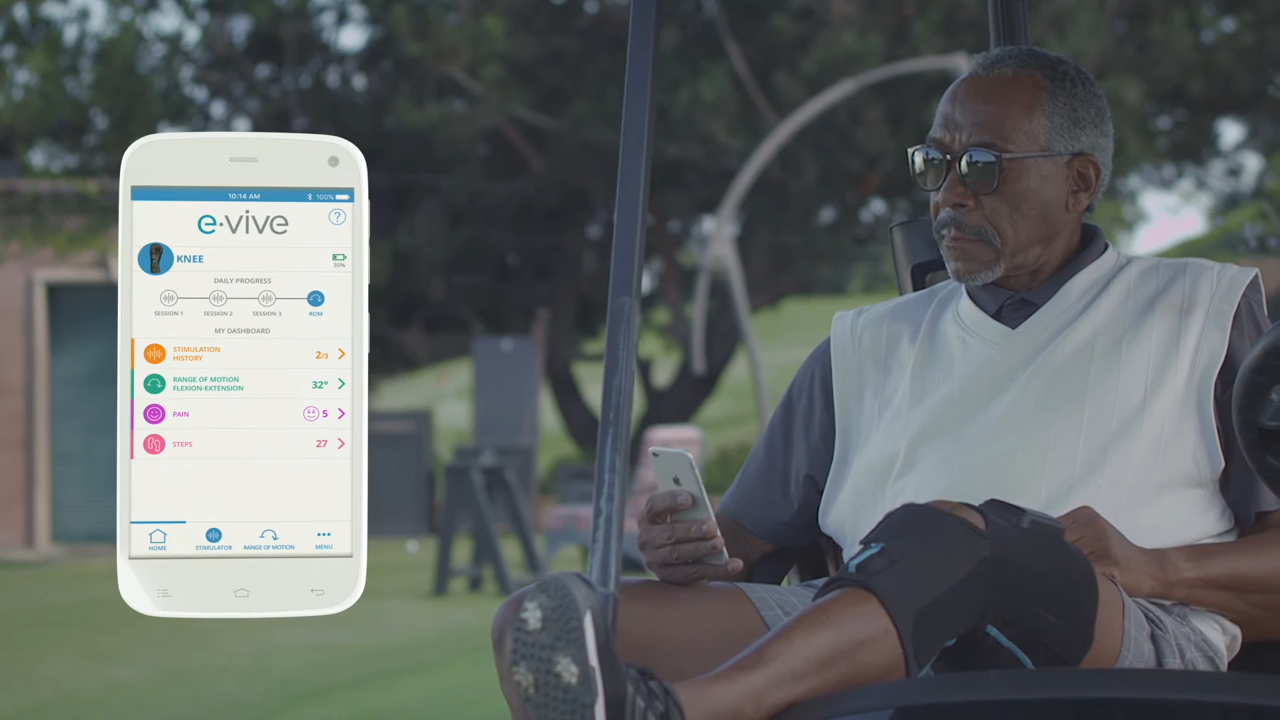 10:14 AM 100%
e·vive
?
KNEE
35%
DAILY PROGRESS
SESSION 1 SESSION 2 SESSION 3 ROM
MY DASHBOARD
STIMULATION
HISTORY
2/3
RANGE OF MOTION
FLEXION-EXTENSION
32°
PAIN
5
STEPS
27
HOME STIMULATOR RANGE OF MOTION MENU